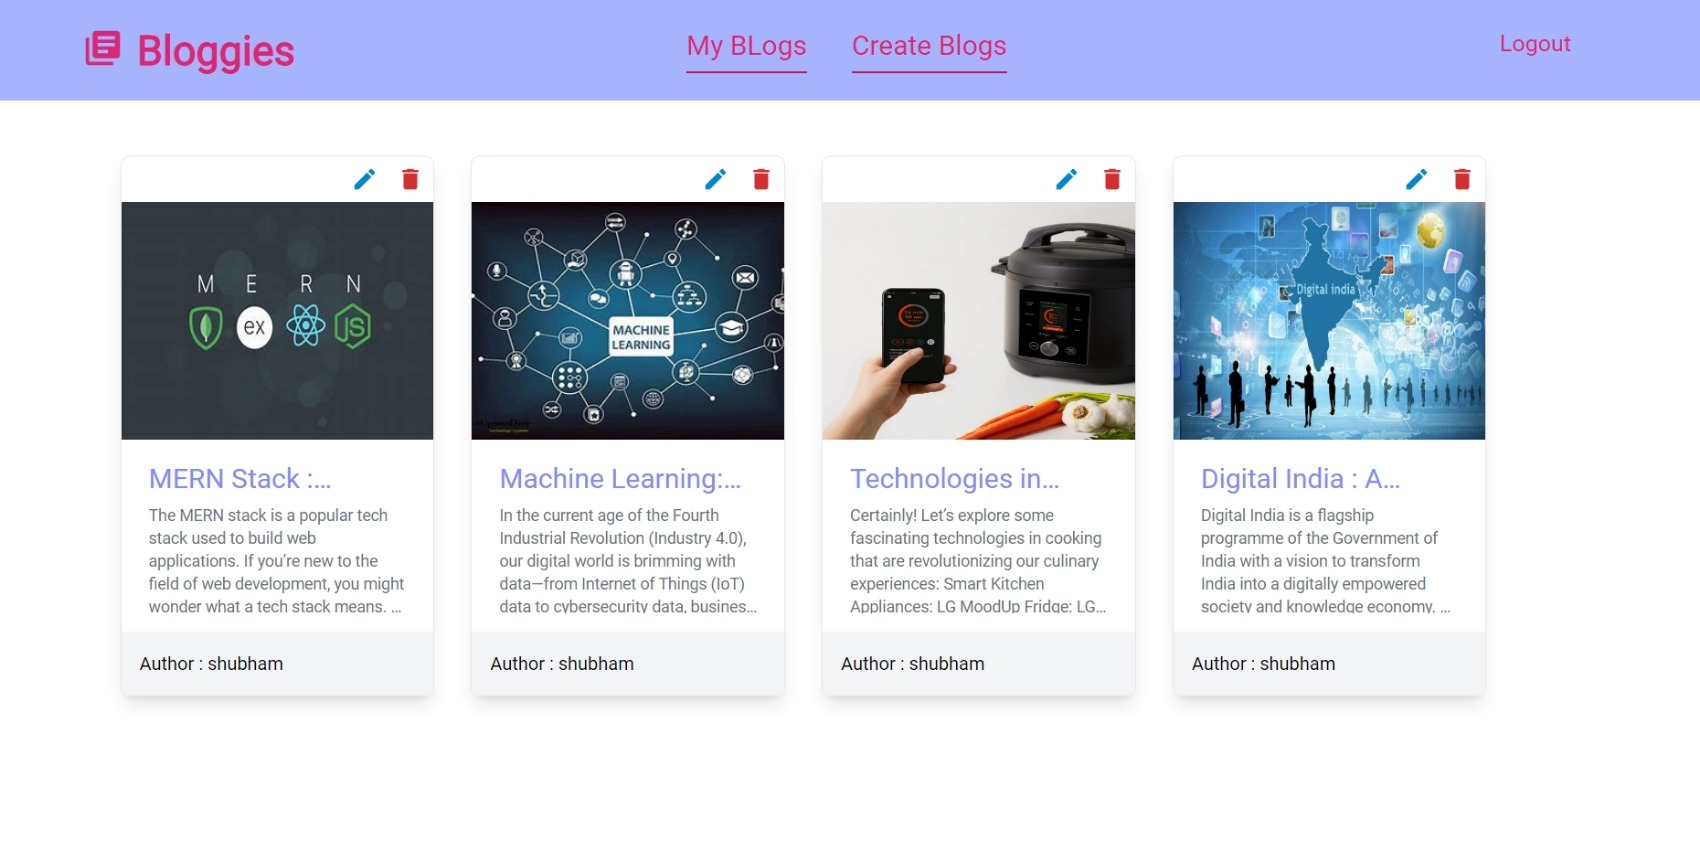 Bloggies
My BLogs
Create Blogs
Logout
M E R N
ex
JS
MACHINE
LEARNING
Digital india
MERN Stack :...
The MERN stack is a popular tech
stack used to build web
applications. If you’re new to the
field of web development, you might
wonder what a tech stack means. ...
Author : shubham
Machine Learning:...
In the current age of the Fourth
Industrial Revolution (Industry 4.0),
our digital world is brimming with
data—from Internet of Things (IoT)
data to cybersecurity data, busines...
Author : shubham
Technologies in...
Certainly! Let’s explore some
fascinating technologies in cooking
that are revolutionizing our culinary
experiences: Smart Kitchen
Appliances: LG MoodUp Fridge: LG...
Author : shubham
Digital India : A...
Digital India is a flagship
programme of the Government of
India with a vision to transform
India into a digitally empowered
society and knowledge economy. ...
Author : shubham